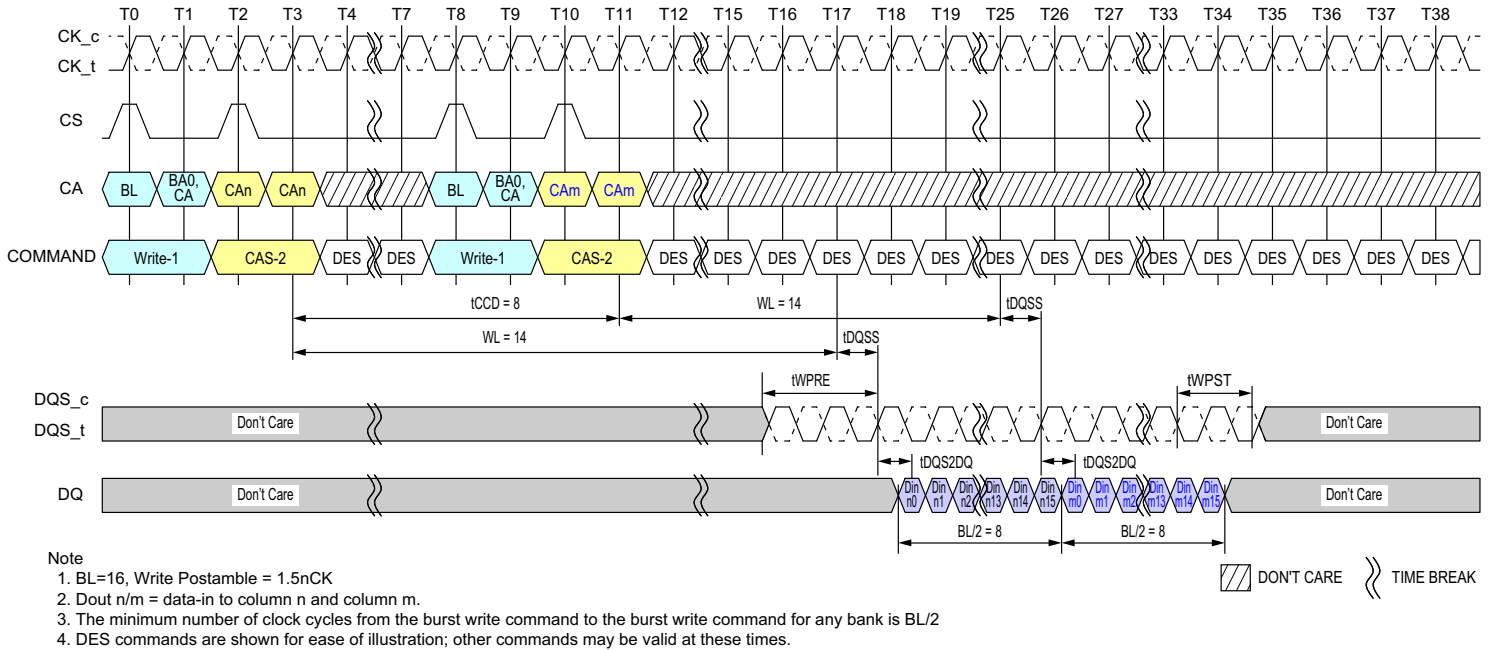 T0 T1 T2 T3 T4 T7 T8 T9 T10 T11 T12 T15 T16 T17 T18 T19 T25 T26 T27 T33 T34 T35 T36 T37 T38
CK_c
CK_t
CS
CA BL BA0, CA CAn CAn BL BA0, CA CAm CAm
COMMAND Write-1 CAS-2 DES DES Write-1 CAS-2 DES DES DES DES DES DES DES DES DES DES DES DES DES DES DES
tCCD = 8 WL = 14 tDQSS
WL = 14 tDQSS
tWPRE tWPST
DQS_c
DQS_t Don't Care Don't Care
tDQS2DQ tDQS2DQ
DQ Don't Care Din n0 Din n1 Din n2 Din n13 Din n14 Din n15 Din m0 Din m1 Din m2 Din m13 Din m14 Din m15 Don't Care
BL/2 = 8 BL/2 = 8
Note
1. BL=16, Write Postamble = 1.5nCK
2. Dout n/m = data-in to column n and column m.
3. The minimum number of clock cycles from the burst write command to the burst write command for any bank is BL/2
4. DES commands are shown for ease of illustration; other commands may be valid at these times.
DON'T CARE TIME BREAK